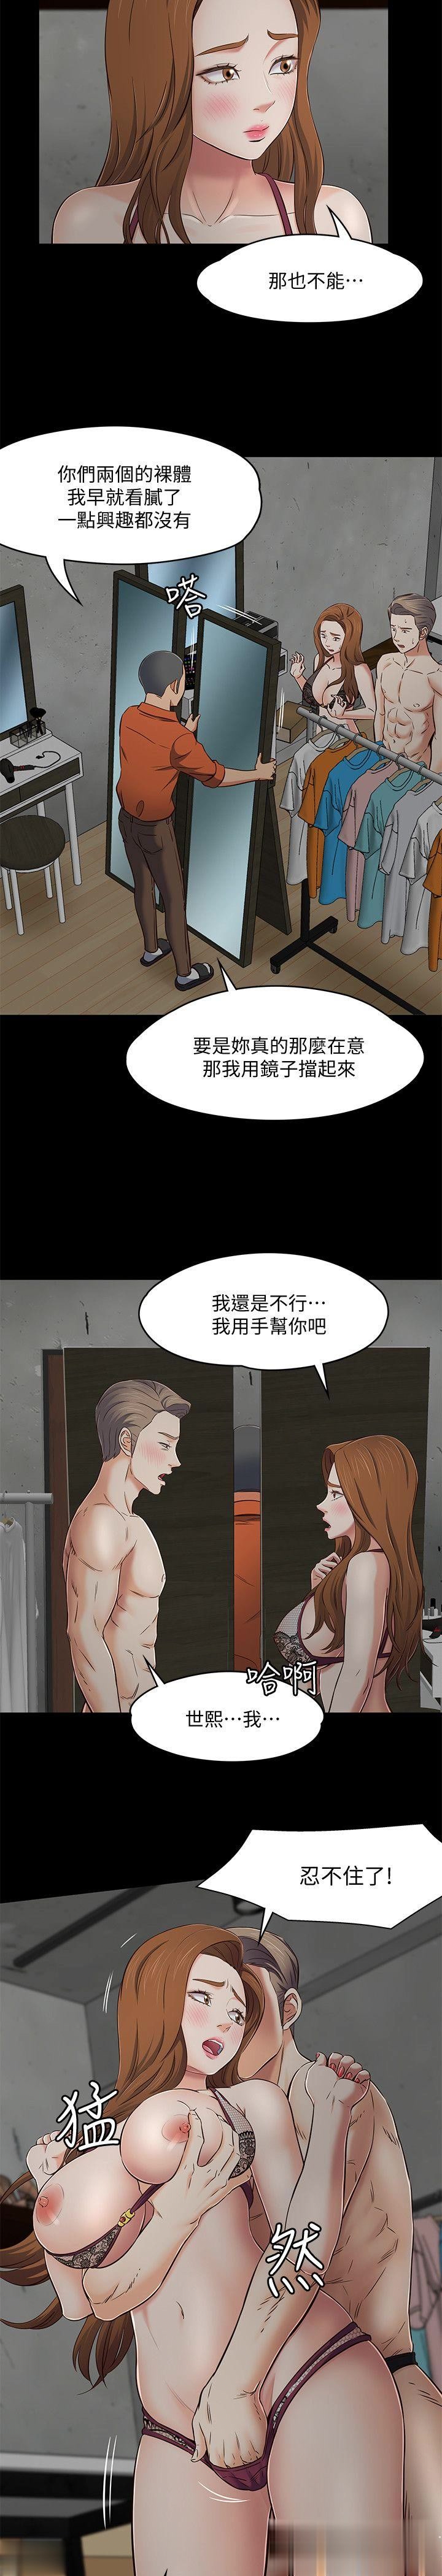 那也不能⋯
你們兩個的裸體
我早就看膩了
一點興趣都沒有
嗒
要是妳真的那麼在意
那我用鏡子擋起來
我還是不行⋯
我用手幫你吧
哈啊
世熙⋯我⋯
忍不住了!
猛
然